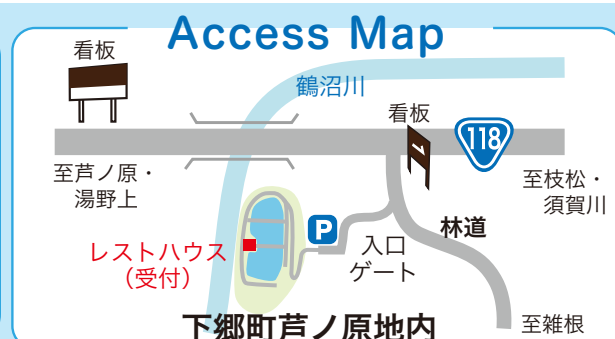 Access Map
看板
鶴沼川
看板
118
至芦ノ原・
湯野上
至枝松・
須賀川
P
林道
レストハウス
（受付）
入口
ゲート
下郷町芦ノ原地内
至雑根